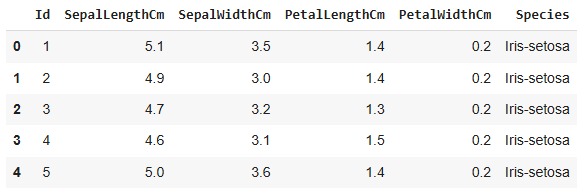 Id SepalLengthCm SepalWidthCm PetalLengthCm PetalWidthCm Species
0 1 5.1 3.5 1.4 0.2 Iris-setosa
1 2 4.9 3.0 1.4 0.2 Iris-setosa
2 3 4.7 3.2 1.3 0.2 Iris-setosa
3 4 4.6 3.1 1.5 0.2 Iris-setosa
4 5 5.0 3.6 1.4 0.2 Iris-setosa